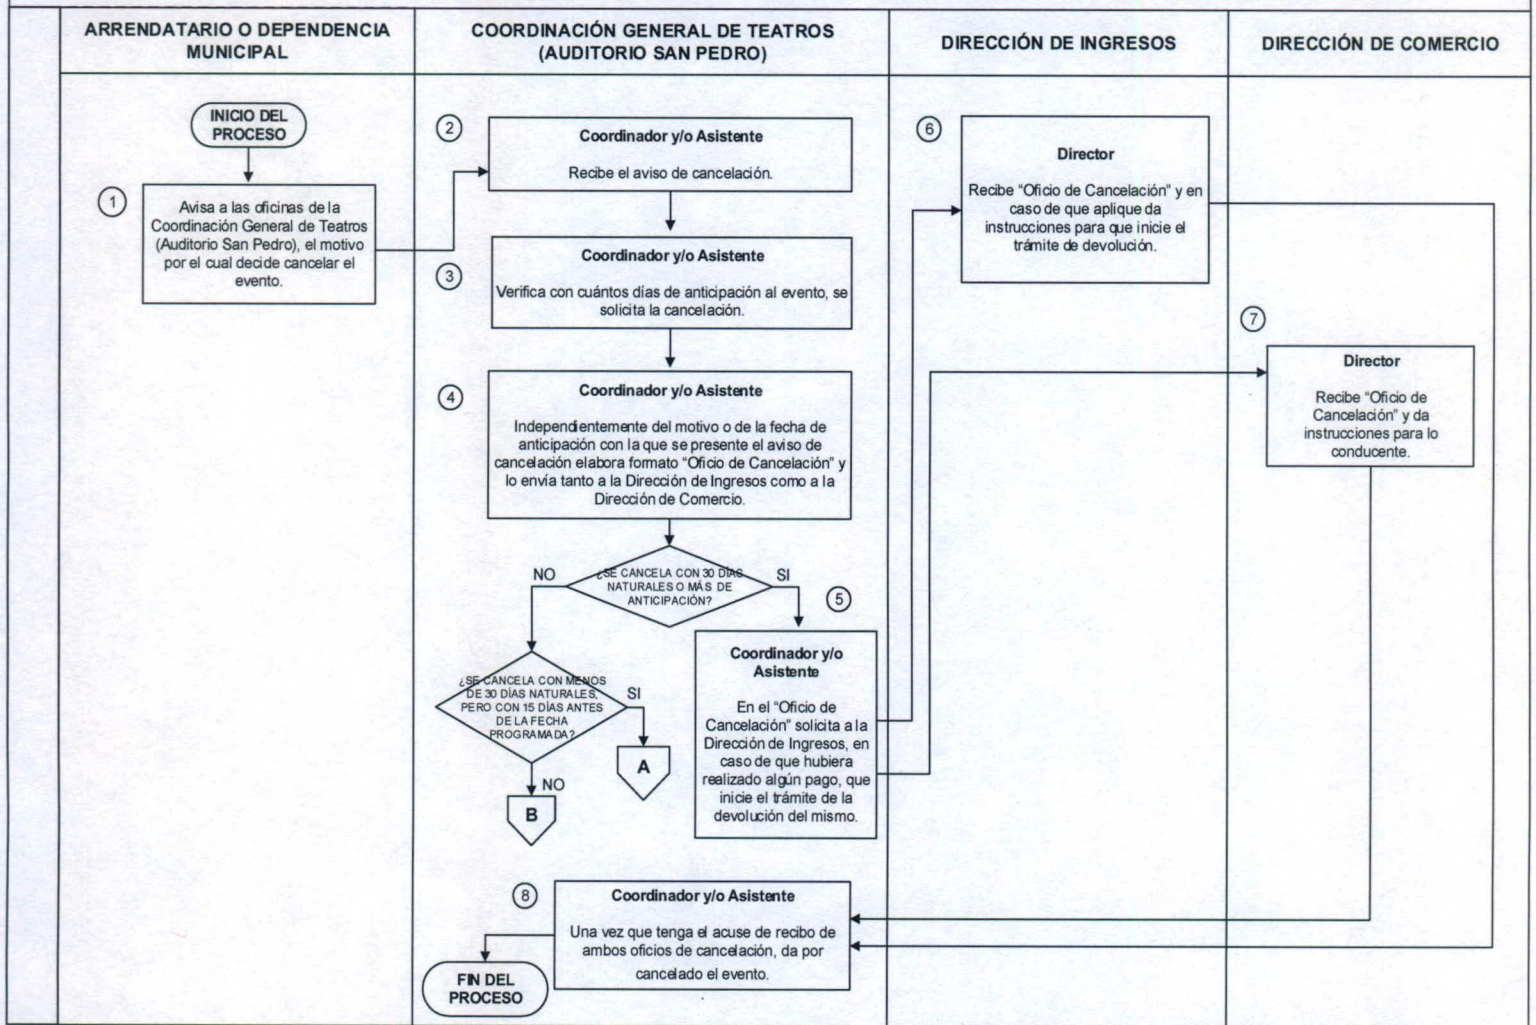 ARRENDATARIO O DEPENDENCIA
MUNICIPAL
COORDINACIÓN GENERAL DE TEATROS
(AUDITORIO SAN PEDRO)
DIRECCIÓN DE INGRESOS
DIRECCIÓN DE COMERCIO
INICIO DEL
PROCESO
1
Avisa a las oficinas de la
Coordinación General de Teatros
(Auditorio San Pedro), el motivo
por el cual decide cancelar el
evento.
2
Coordinador y/o Asistente
Recibe el aviso de cancelación.
3
Coordinador y/o Asistente
Verifica con cuántos días de anticipación al evento, se
solicita la cancelación.
4
Coordinador y/o Asistente
Independientemente del motivo o de la fecha de
anticipación con la que se presente el aviso de
cancelación elabora formato “Oficio de Cancelación” y
lo envía tanto a la Dirección de Ingresos como a la
Dirección de Comercio.
NO
¿SE CANCELA CON 30 DÍAS
NATURALES O MÁS DE
ANTICIPACIÓN?
SI
5
Coordinador y/o
Asistente
En el “Oficio de
Cancelación” solicita a la
Dirección de Ingresos, en
caso de que hubiera
realizado algún pago, que
inicie el trámite de la
devolución del mismo.
¿SE CANCELA CON MENOS
DE 30 DÍAS NATURALES,
PERO CON 15 DÍAS ANTES
DE LA FECHA
PROGRAMADA?
SI
A
NO
B
6
Director
Recibe “Oficio de Cancelación” y en
caso de que aplique da
instrucciones para que inicie el
trámite de devolución.
7
Director
Recibe “Oficio de
Cancelación” y da
instrucciones para lo
conducente.
8
Coordinador y/o Asistente
Una vez que tenga el acuse de recibo de
ambos oficios de cancelación, da por
cancelado el evento.
FIN DEL
PROCESO